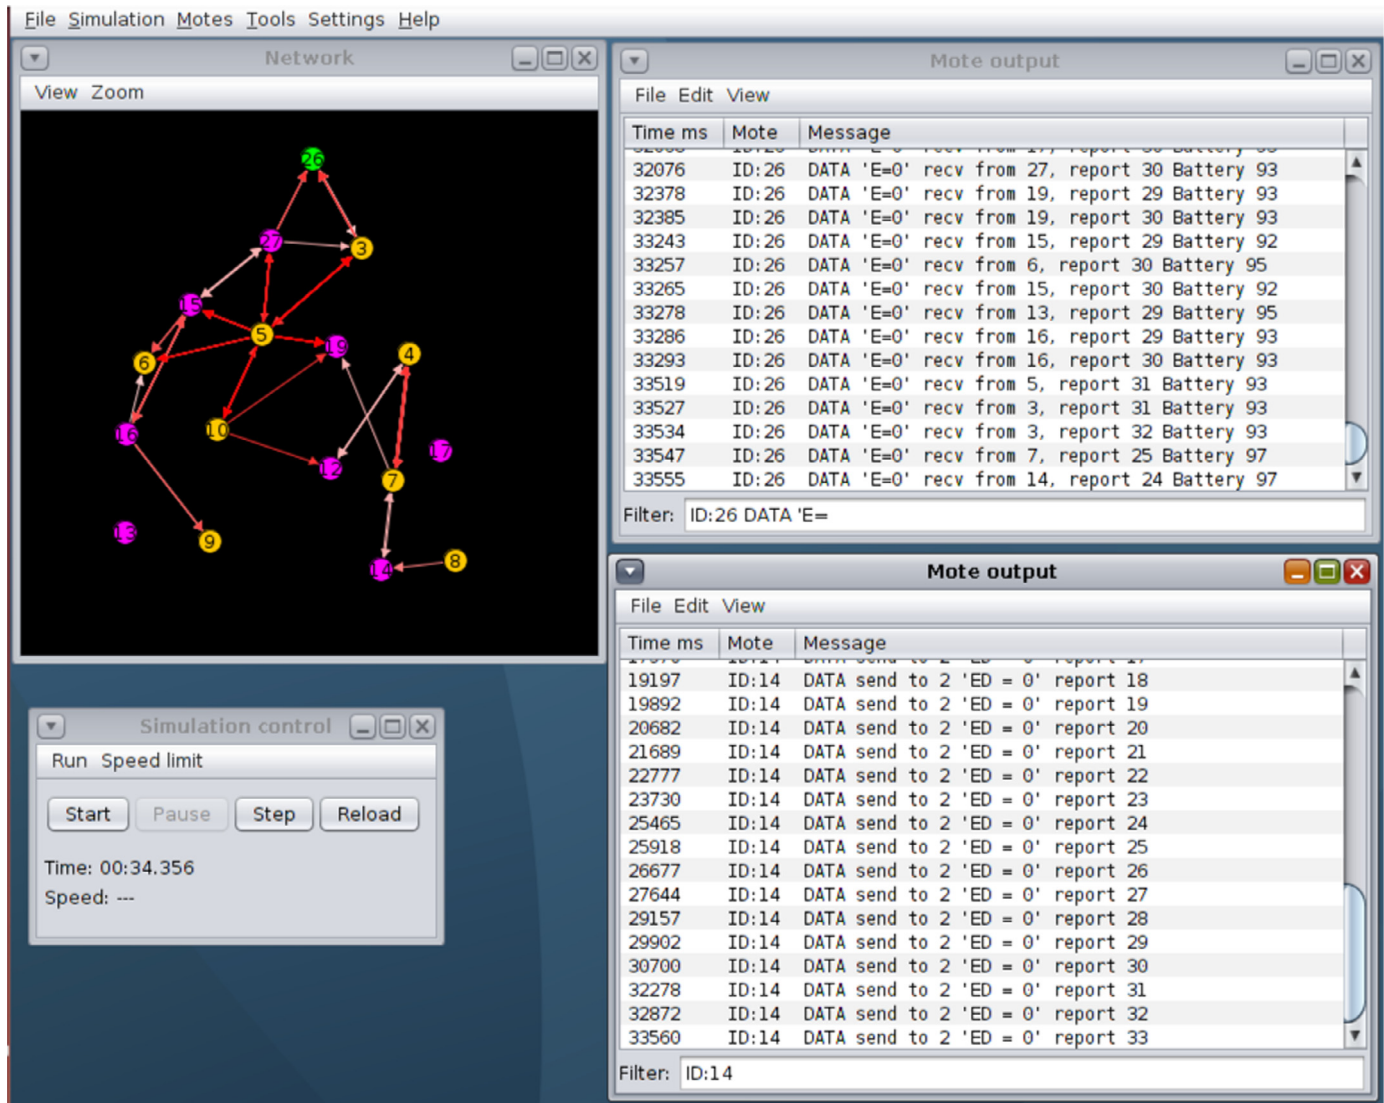 File Simulation Motes Tools Settings Help
Network
View Zoom
26
27
3
15
5
19
4
6
10
16
17
12
7
13
9
14
8
Simulation control
Run Speed limit
Start Pause Step Reload
Time: 00:34.356
Speed: ---
Mote output
File Edit View
Time ms Mote Message
32076 ID:26 DATA 'E=0' recv from 27, report 30 Battery 93
32378 ID:26 DATA 'E=0' recv from 19, report 29 Battery 93
32385 ID:26 DATA 'E=0' recv from 19, report 30 Battery 93
33243 ID:26 DATA 'E=0' recv from 15, report 29 Battery 92
33257 ID:26 DATA 'E=0' recv from 6, report 30 Battery 95
33265 ID:26 DATA 'E=0' recv from 15, report 30 Battery 92
33278 ID:26 DATA 'E=0' recv from 13, report 29 Battery 95
33286 ID:26 DATA 'E=0' recv from 16, report 29 Battery 93
33293 ID:26 DATA 'E=0' recv from 16, report 30 Battery 93
33519 ID:26 DATA 'E=0' recv from 5, report 31 Battery 93
33527 ID:26 DATA 'E=0' recv from 3, report 31 Battery 93
33534 ID:26 DATA 'E=0' recv from 3, report 32 Battery 93
33547 ID:26 DATA 'E=0' recv from 7, report 25 Battery 97
33555 ID:26 DATA 'E=0' recv from 14, report 24 Battery 97
Filter: ID:26 DATA 'E=
Mote output
File Edit View
Time ms Mote Message
19197 ID:14 DATA send to 2 'ED = 0' report 18
19892 ID:14 DATA send to 2 'ED = 0' report 19
20682 ID:14 DATA send to 2 'ED = 0' report 20
21689 ID:14 DATA send to 2 'ED = 0' report 21
22777 ID:14 DATA send to 2 'ED = 0' report 22
23730 ID:14 DATA send to 2 'ED = 0' report 23
25465 ID:14 DATA send to 2 'ED = 0' report 24
25918 ID:14 DATA send to 2 'ED = 0' report 25
26677 ID:14 DATA send to 2 'ED = 0' report 26
27644 ID:14 DATA send to 2 'ED = 0' report 27
29157 ID:14 DATA send to 2 'ED = 0' report 28
29902 ID:14 DATA send to 2 'ED = 0' report 29
30700 ID:14 DATA send to 2 'ED = 0' report 30
32278 ID:14 DATA send to 2 'ED = 0' report 31
32872 ID:14 DATA send to 2 'ED = 0' report 32
33560 ID:14 DATA send to 2 'ED = 0' report 33
Filter: ID:14